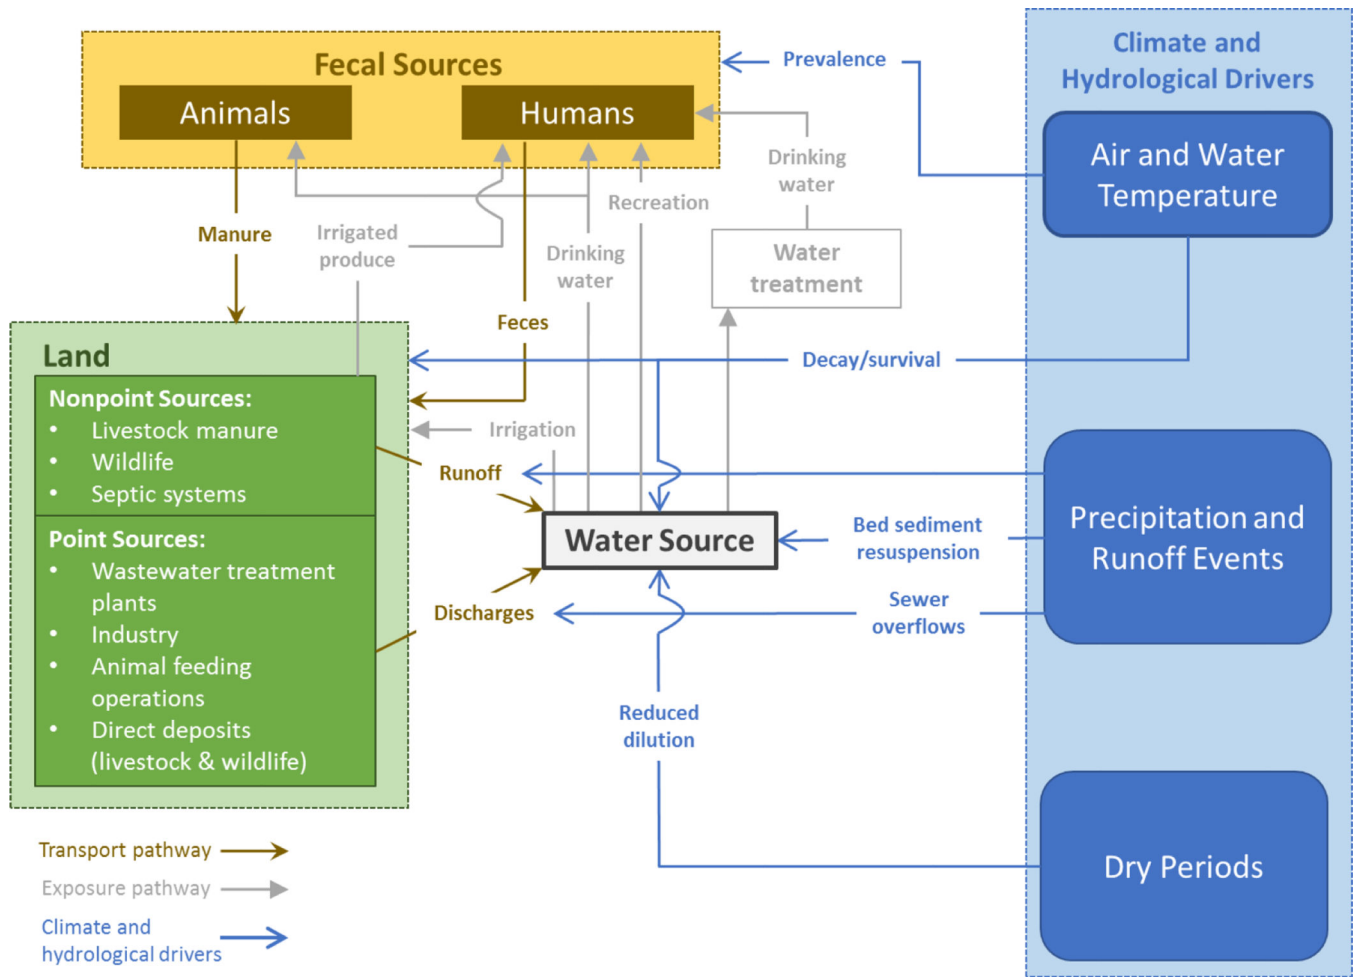 Fecal Sources
Animals
Humans
Prevalence
Climate and
Hydrological Drivers
Air and Water
Temperature
Manure
Irrigated
produce
Drinking
water
Recreation
Drinking
water
Water
treatment
Feces
Decay/survival
Land
Nonpoint Sources:
• Livestock manure
• Wildlife
• Septic systems
Irrigation
Runoff
Water Source
Bed sediment
resuspension
Precipitation and
Runoff Events
Point Sources:
• Wastewater treatment
plants
• Industry
• Animal feeding
operations
• Direct deposits
(livestock & wildlife)
Discharges
Sewer
overflows
Reduced
dilution
Dry Periods
Transport pathway
Exposure pathway
Climate and
hydrological drivers